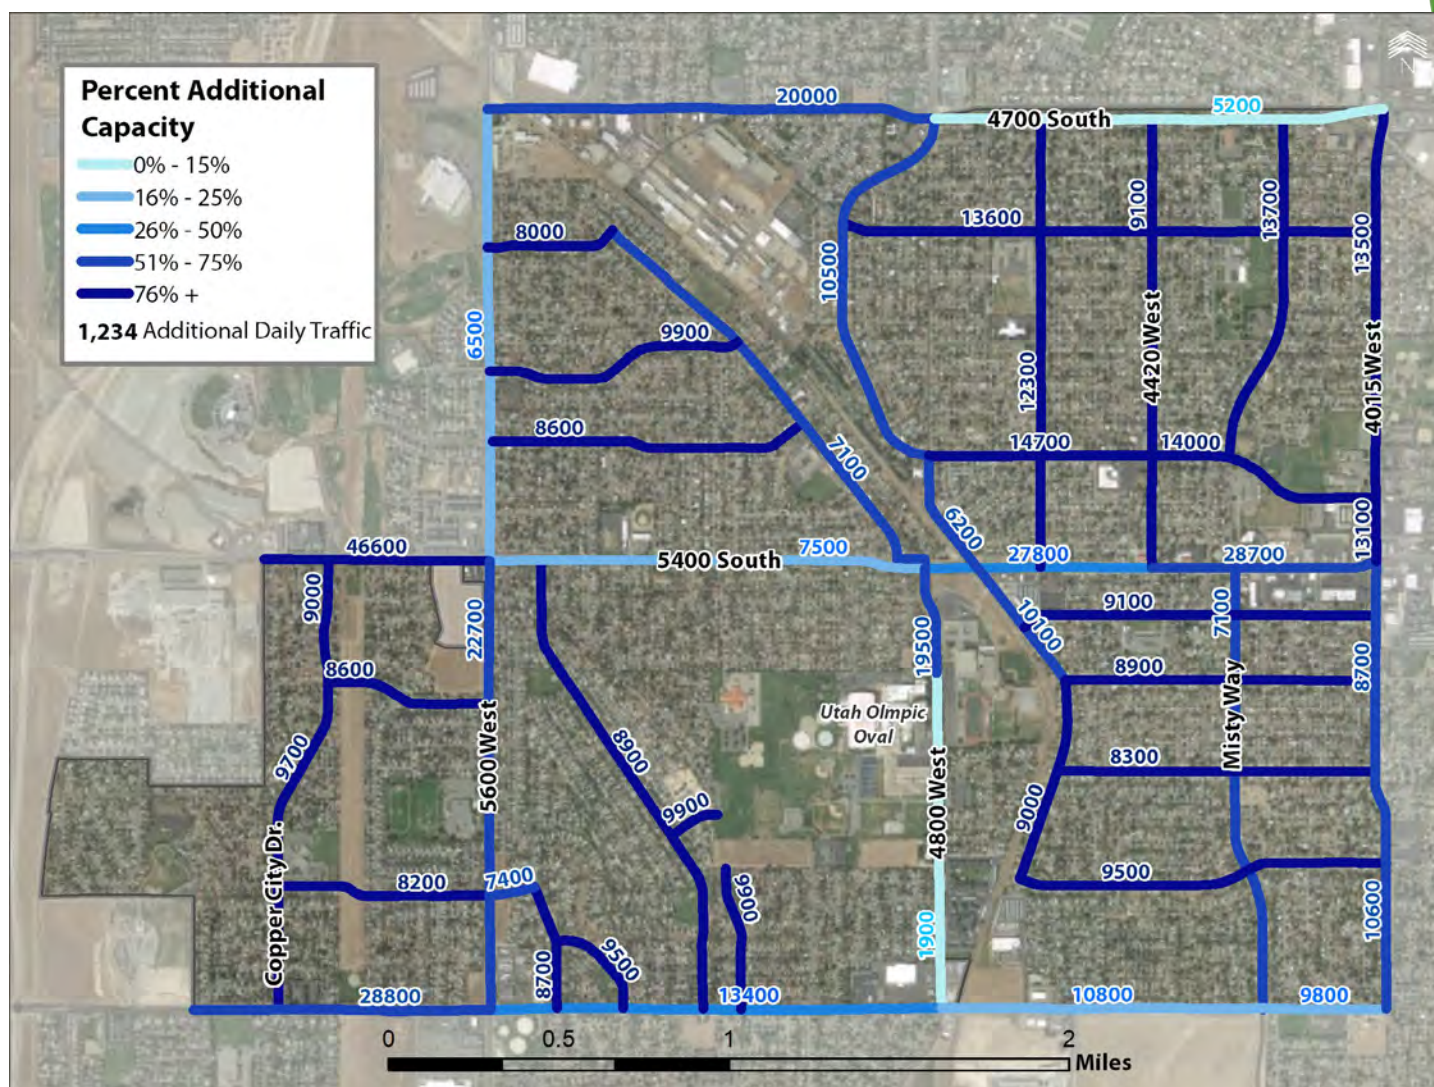 Percent Additional
Capacity
0% - 15%
16% - 25%
26% - 50%
51% - 75%
76% +
1,234 Additional Daily Traffic
N
20000
5200
4700 South
8000
13600
9100
13700
13500
10500
6500
9900
12300
4420 West
4015 West
8600
7100
14700
14000
6200
13100
46600
5400 South
7500
27800
28700
9000
22700
19500
10100
9100
7100
8600
8900
8700
Utah Olmpic
Oval
Misty Way
9700
5600 West
8900
9900
4800 West
8300
9000
Copper City Dr.
8200
7400
9600
9500
1900
10600
8700
9500
28800
13400
10800
9800
0
0.5
1
2
Miles